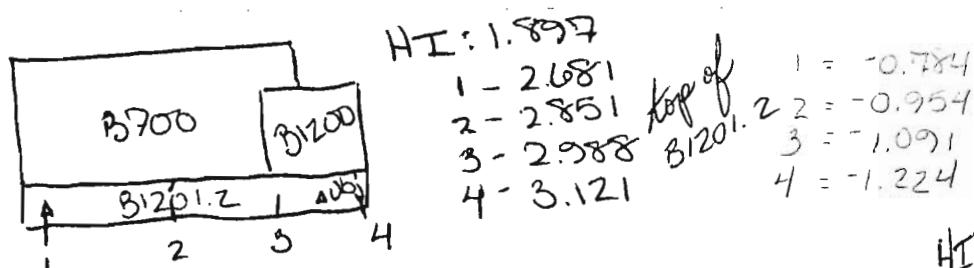 B700
B1200
B1201.2
1
2
3
4
HI: 1.897
1 - 2.681
2 - 2.851
3 - 2.988
4 - 3.121
top of
B1201.2
1 = -0.784
2 = -0.954
3 = -1.091
4 = -1.224
HI